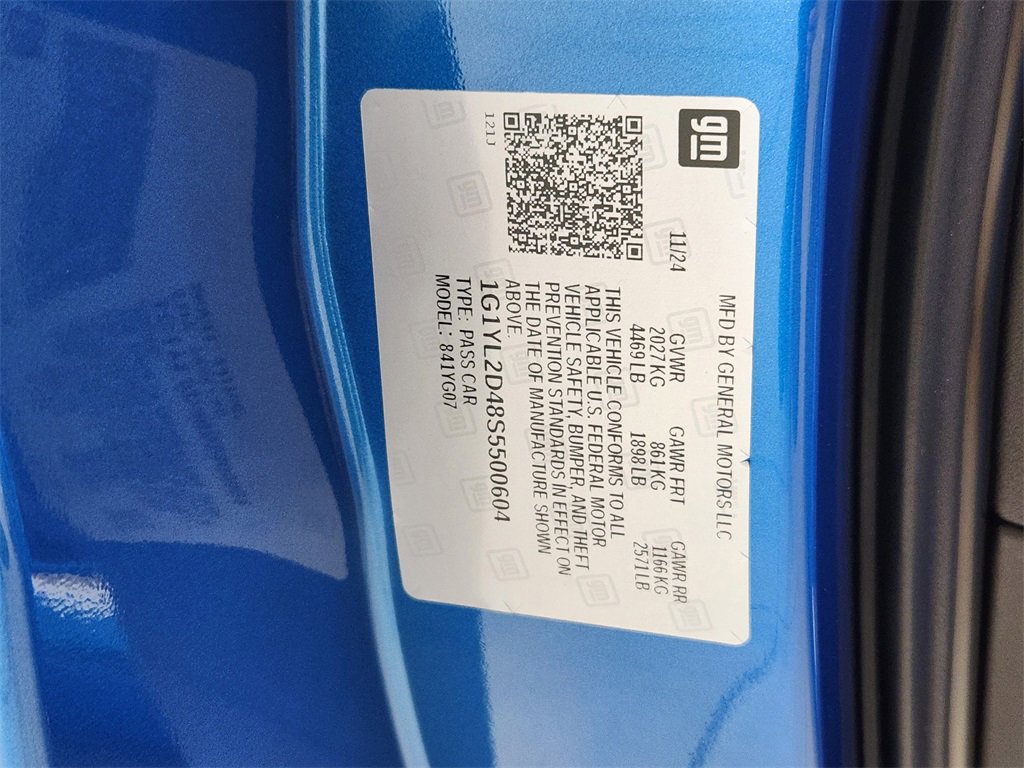 gm
MFD BY GENERAL MOTORS LLC
11/24 GVWR GAWR FRT GAWR RR
2027KG 861KG 1166KG
4469LB 1898LB 2571LB
THIS VEHICLE CONFORMS TO ALL
APPLICABLE U.S. FEDERAL MOTOR
VEHICLE SAFETY, BUMPER, AND THEFT
PREVENTION STANDARDS IN EFFECT ON
THE DATE OF MANUFACTURE SHOWN
ABOVE.
1G1YL2D48S5500604
TYPE: PASS CAR
MODEL: 841YG07
121J